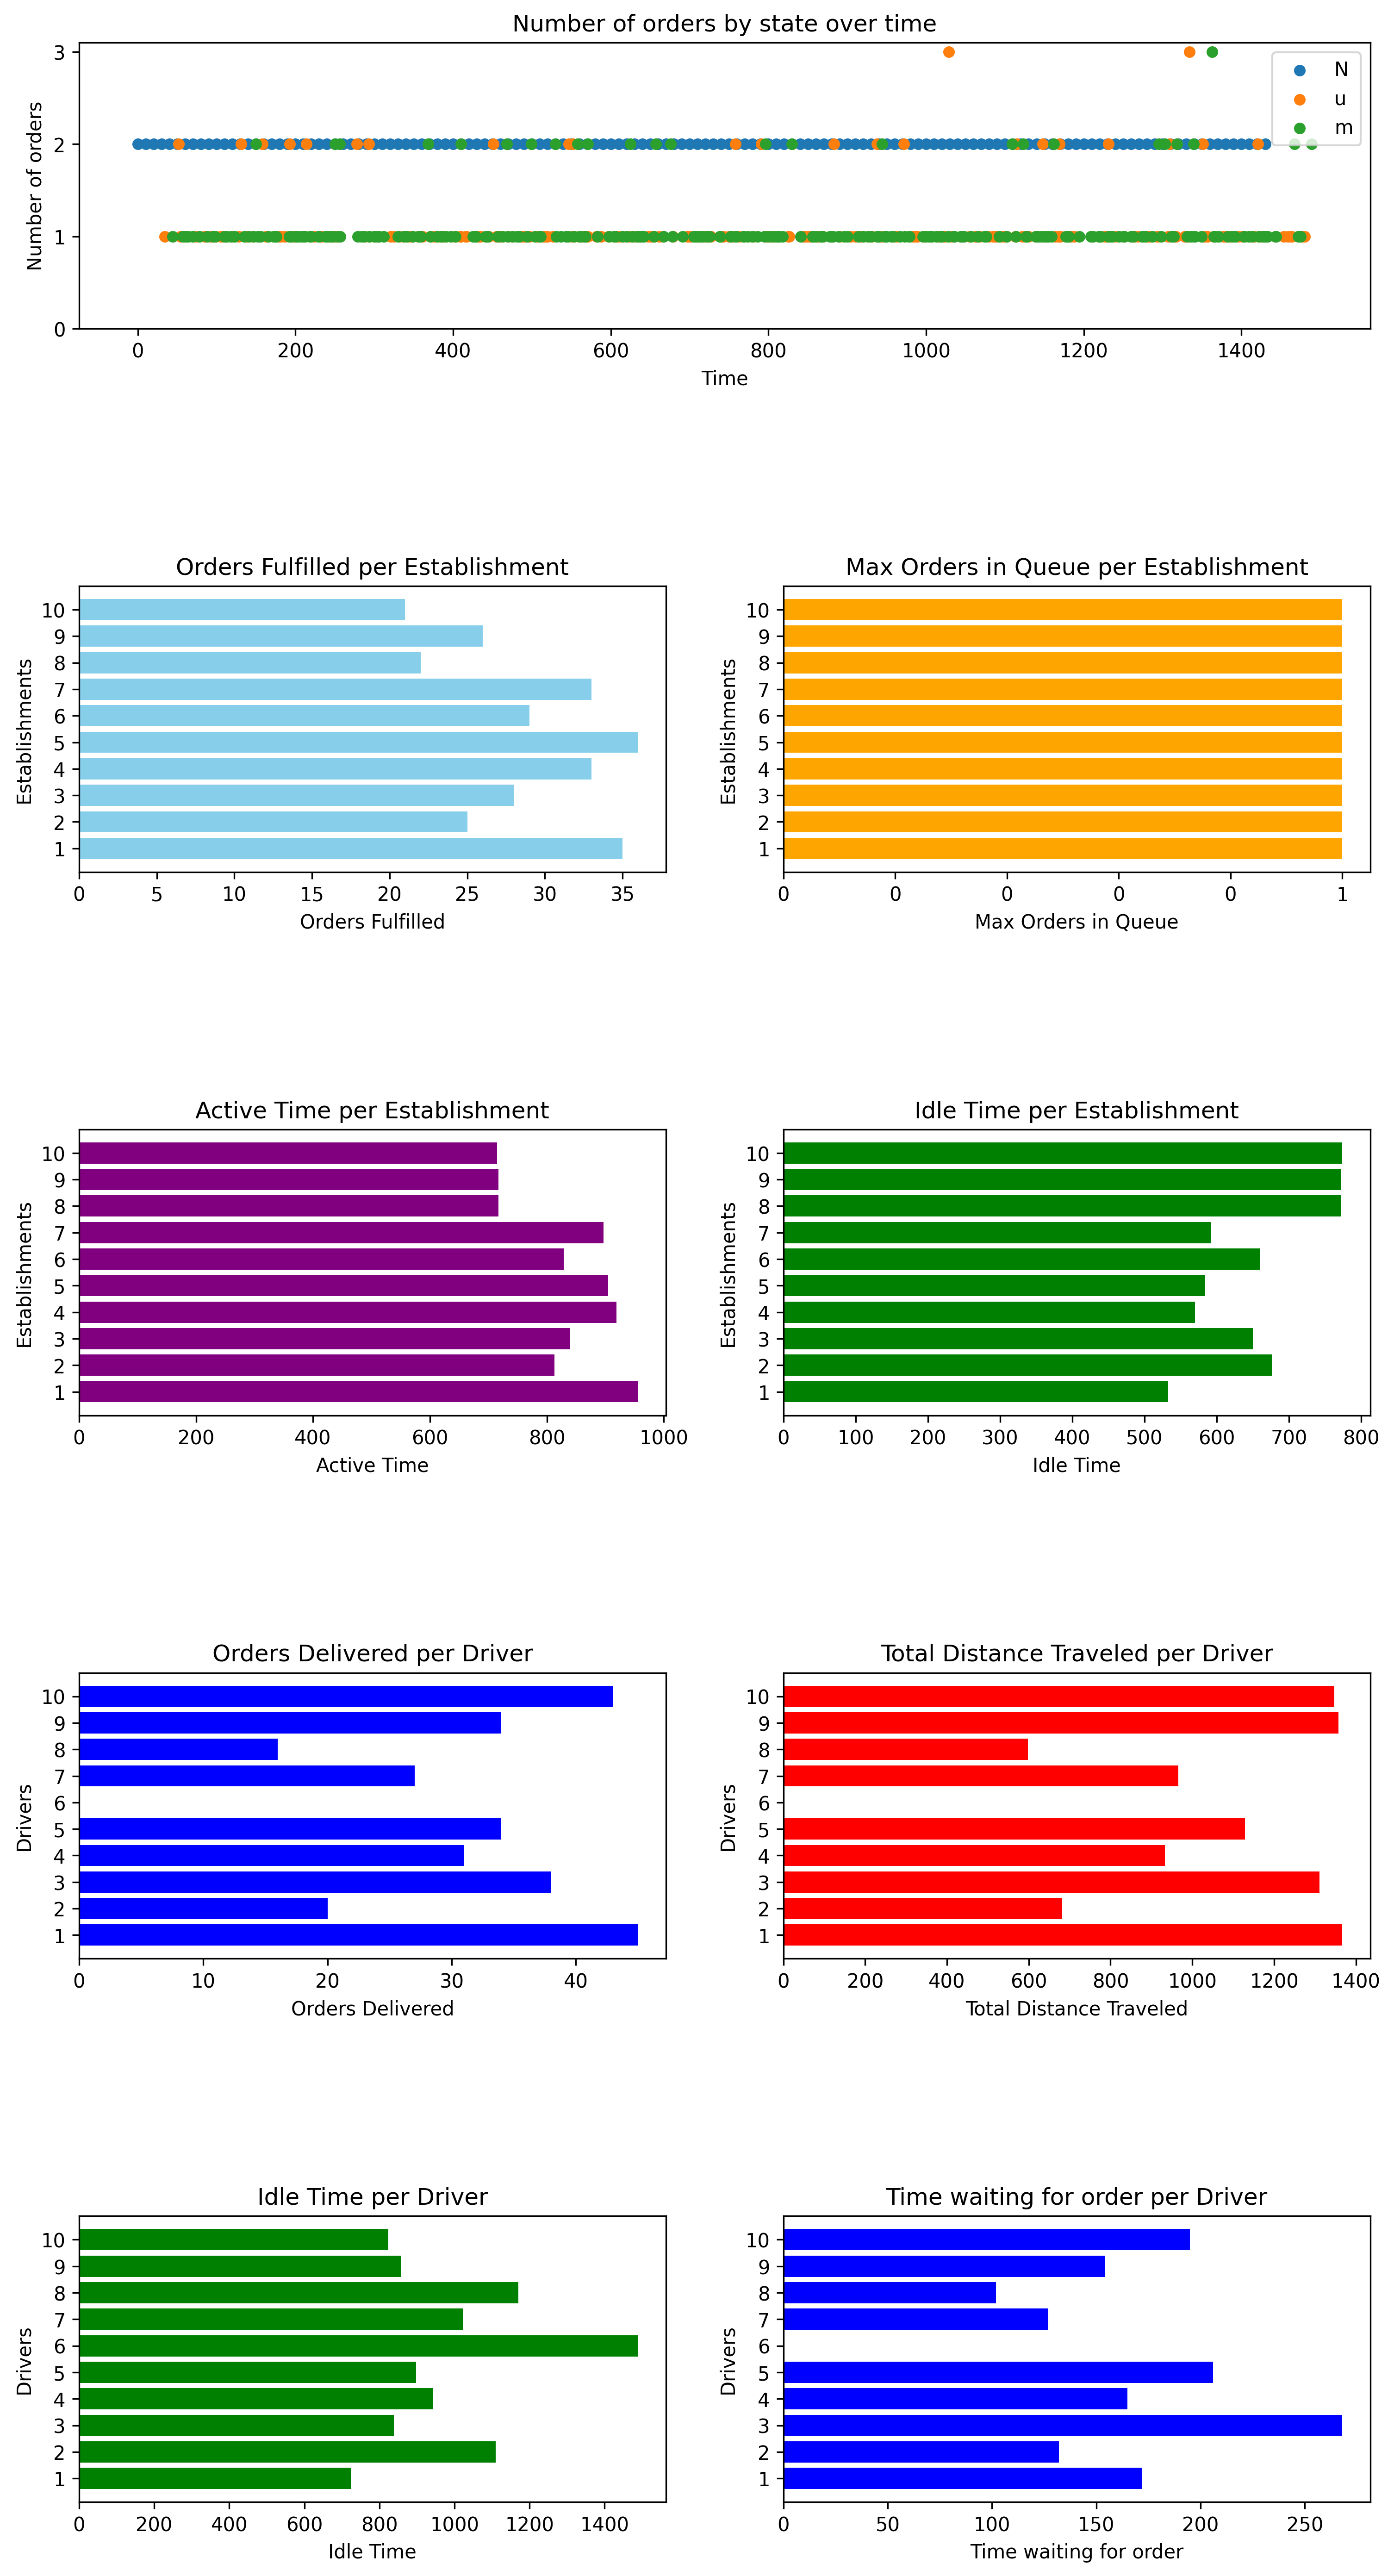 Number of orders by state over time
Number of orders
3
2
1
0
N
u
m
0 200 400 600 800 1000 1200 1400
Time
Orders Fulfilled per Establishment
Establishments
10
9
8
7
6
5
4
3
2
1
0 5 10 15 20 25 30 35
Orders Fulfilled
Max Orders in Queue per Establishment
Establishments
10
9
8
7
6
5
4
3
2
1
0 0 0 0 0 1
Max Orders in Queue
Active Time per Establishment
Establishments
10
9
8
7
6
5
4
3
2
1
0 200 400 600 800 1000
Active Time
Idle Time per Establishment
Establishments
10
9
8
7
6
5
4
3
2
1
0 100 200 300 400 500 600 700 800
Idle Time
Orders Delivered per Driver
Drivers
10
9
8
7
6
5
4
3
2
1
0 10 20 30 40
Orders Delivered
Total Distance Traveled per Driver
Drivers
10
9
8
7
6
5
4
3
2
1
0 200 400 600 800 1000 1200 1400
Total Distance Traveled
Idle Time per Driver
Drivers
10
9
8
7
6
5
4
3
2
1
0 200 400 600 800 1000 1200 1400
Idle Time
Time waiting for order per Driver
Drivers
10
9
8
7
6
5
4
3
2
1
0 50 100 150 200 250
Time waiting for order